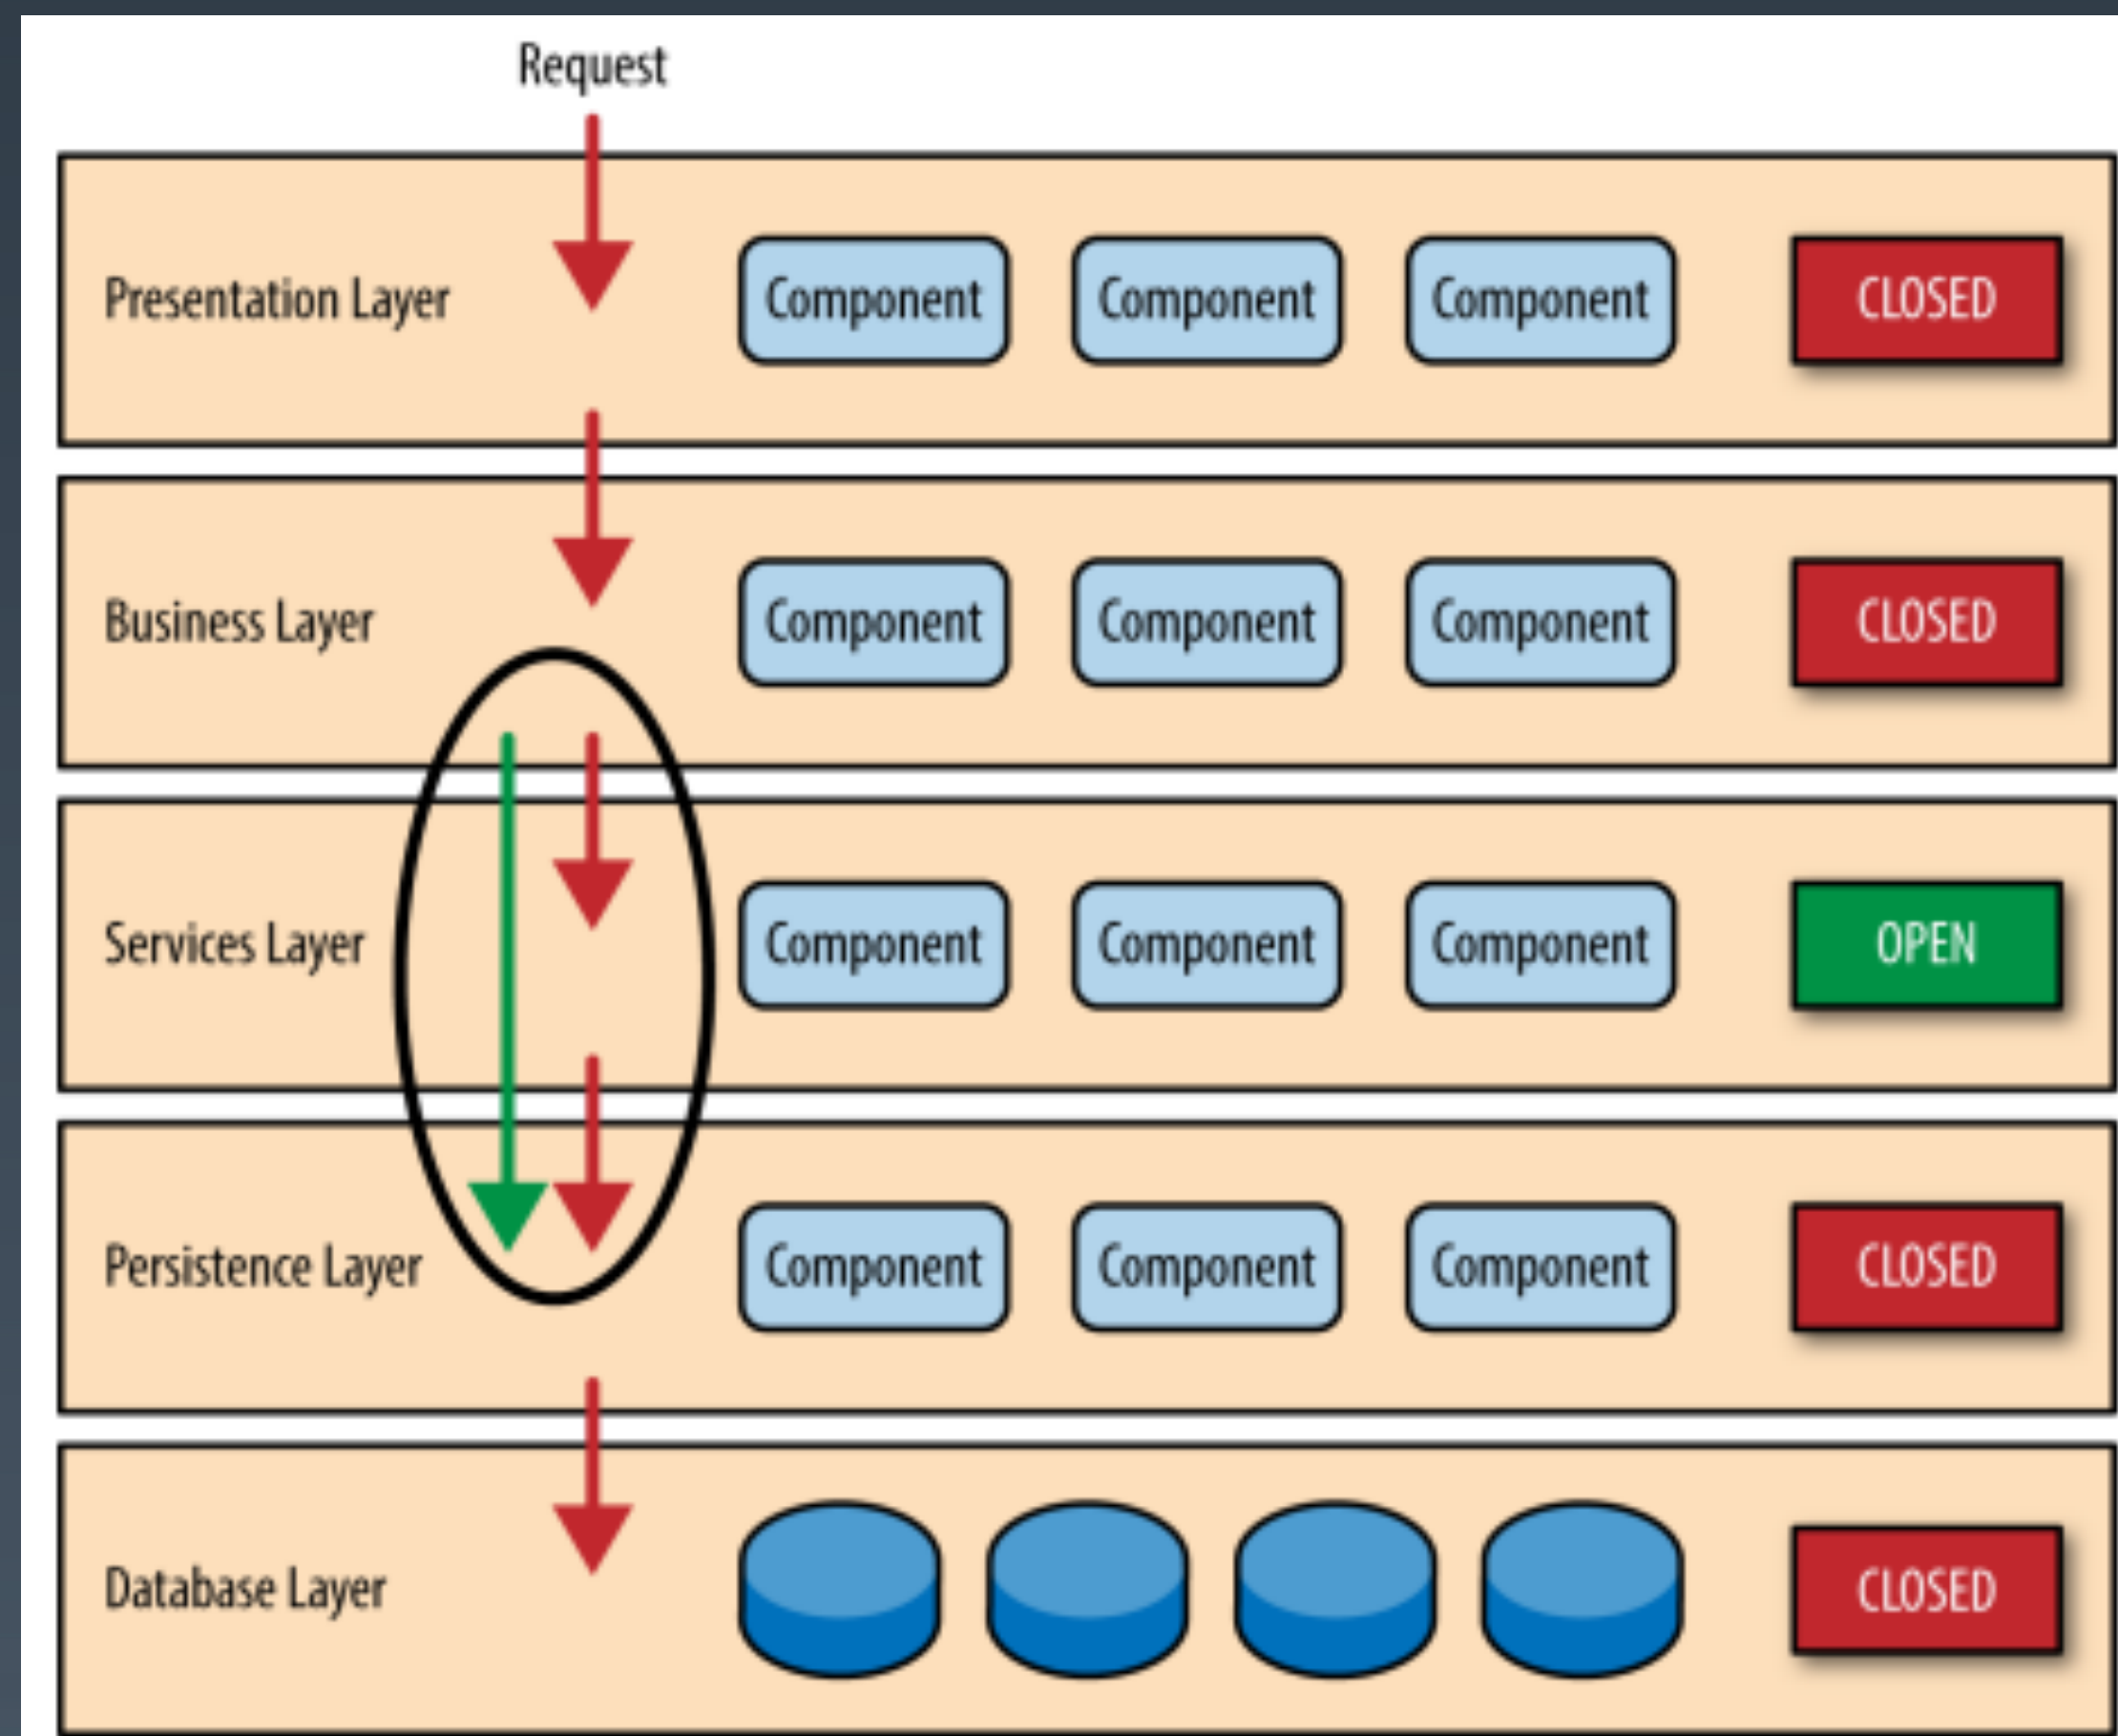 Request
Presentation Layer
Component
Component
Component
CLOSED
Business Layer
Component
Component
Component
CLOSED
Services Layer
Component
Component
Component
OPEN
Persistence Layer
Component
Component
Component
CLOSED
Database Layer
CLOSED